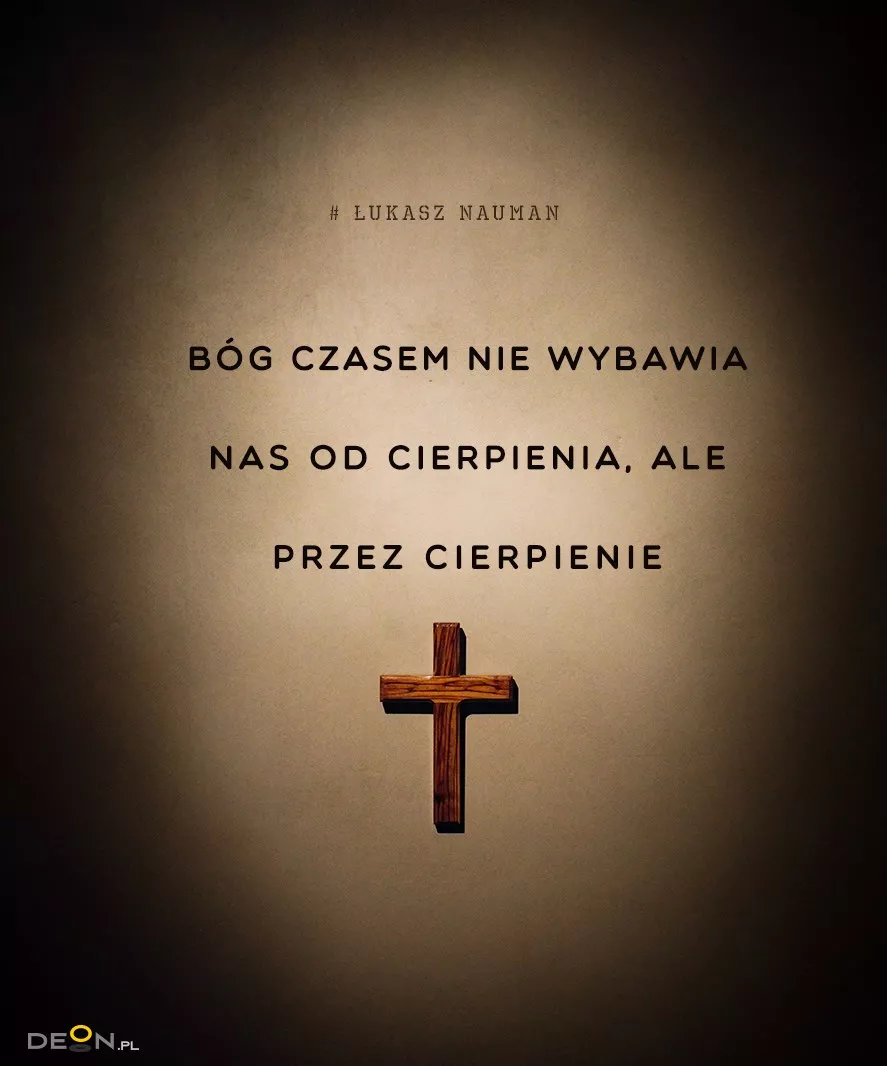 # ŁUKASZ NAUMAN
BÓG CZASEM NIE WYBAWIA
NAS OD CIERPIENIA, ALE
PRZEZ CIERPIENIE
DEON.PL